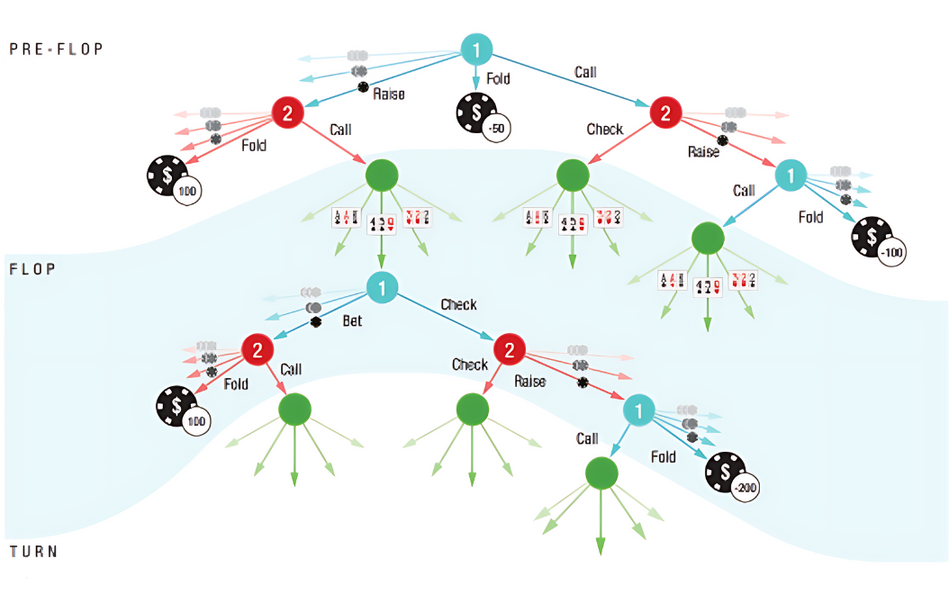 PRE-FLOP
1
Fold
Call
Raise
$
-50
2
Call
Fold
$
100
2
Check
Raise
1
Call
Fold
$
-100
FLOP
1
Bet
Check
2
Fold
Call
$
100
2
Check
Raise
1
Call
Fold
$
-200
TURN